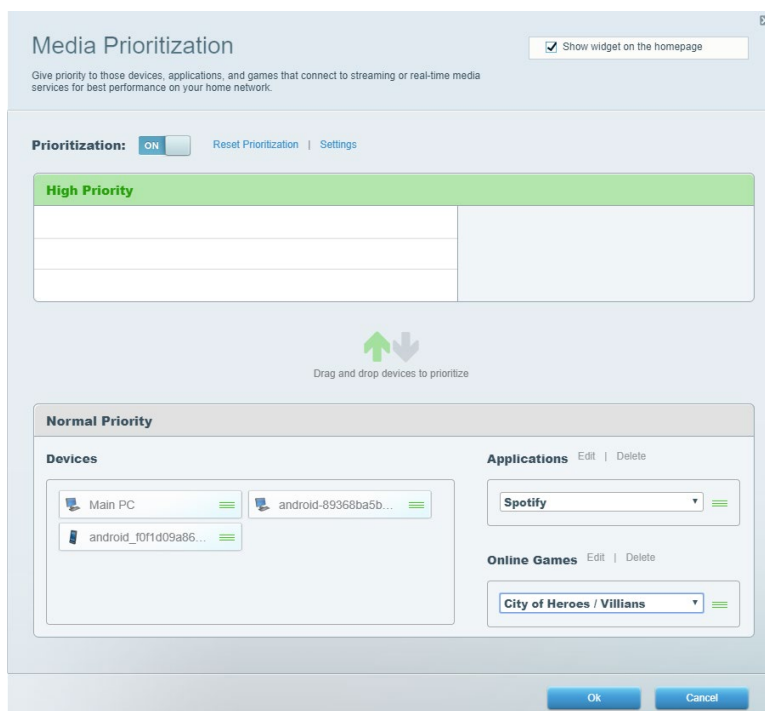 Media Prioritization
Show widget on the homepage
Give priority to those devices, applications, and games that connect to streaming or real-time media
services for best performance on your home network.
Prioritization: ON Reset Prioritization | Settings
High Priority
Drag and drop devices to prioritize
Normal Priority
Devices
Main PC
android-89368ba5b...
android_f0f1d09a86...
Applications Edit | Delete
Spotify
Online Games Edit | Delete
City of Heroes / Villians
Ok
Cancel